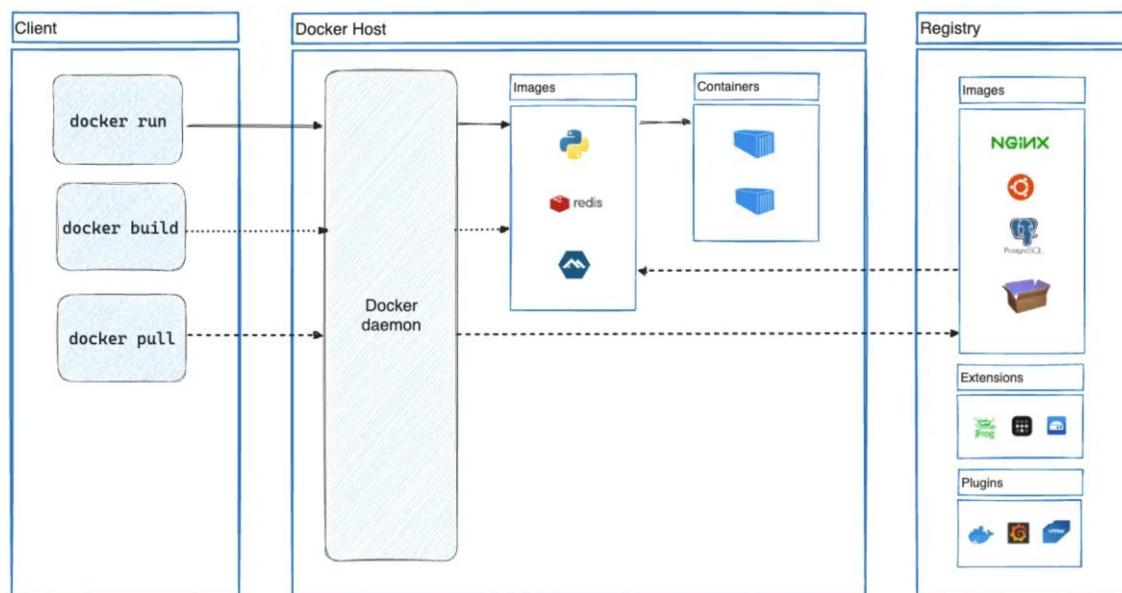 Client
docker run
docker build
docker pull
Docker Host
Docker
daemon
Images
redis
Containers
Registry
Images
NGINX
PostgreSQL
Extensions
JFrog
Plugins